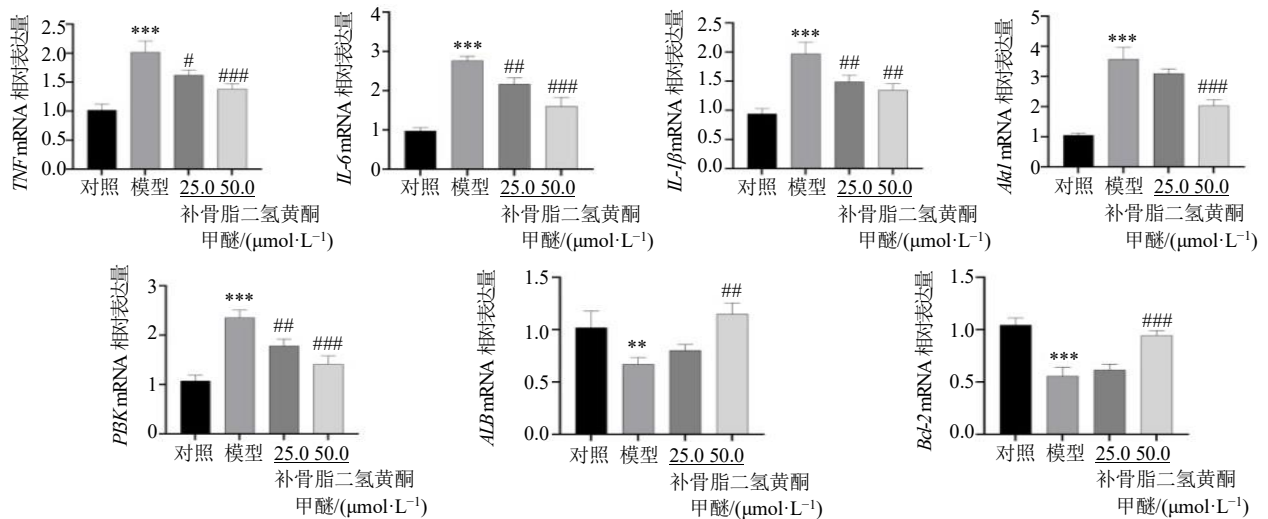 TNF mRNA 相对表达量
2.5
2.0
1.5
1.0
0.5
0.0
***
#
###
对照 模型 25.0 50.0
补骨脂二氢黄酮
甲醚/(μmol·L⁻¹)
IL-6 mRNA 相对表达量
4
3
2
1
0
***
##
###
对照 模型 25.0 50.0
补骨脂二氢黄酮
甲醚/(μmol·L⁻¹)
IL-1β mRNA 相对表达量
2.5
2.0
1.5
1.0
0.5
0.0
***
##
##
对照 模型 25.0 50.0
补骨脂二氢黄酮
甲醚/(μmol·L⁻¹)
Akt1 mRNA 相对表达量
5
4
3
2
1
0
***
###
对照 模型 25.0 50.0
补骨脂二氢黄酮
甲醚/(μmol·L⁻¹)
PBK mRNA 相对表达量
3
2
1
0
***
##
###
对照 模型 25.0 50.0
补骨脂二氢黄酮
甲醚/(μmol·L⁻¹)
ALB mRNA 相对表达量
1.5
1.0
0.5
0.0
**
##
对照 模型 25.0 50.0
补骨脂二氢黄酮
甲醚/(μmol·L⁻¹)
Bcl-2 mRNA 相对表达量
1.5
1.0
0.5
0.0
***
###
对照 模型 25.0 50.0
补骨脂二氢黄酮
甲醚/(μmol·L⁻¹)